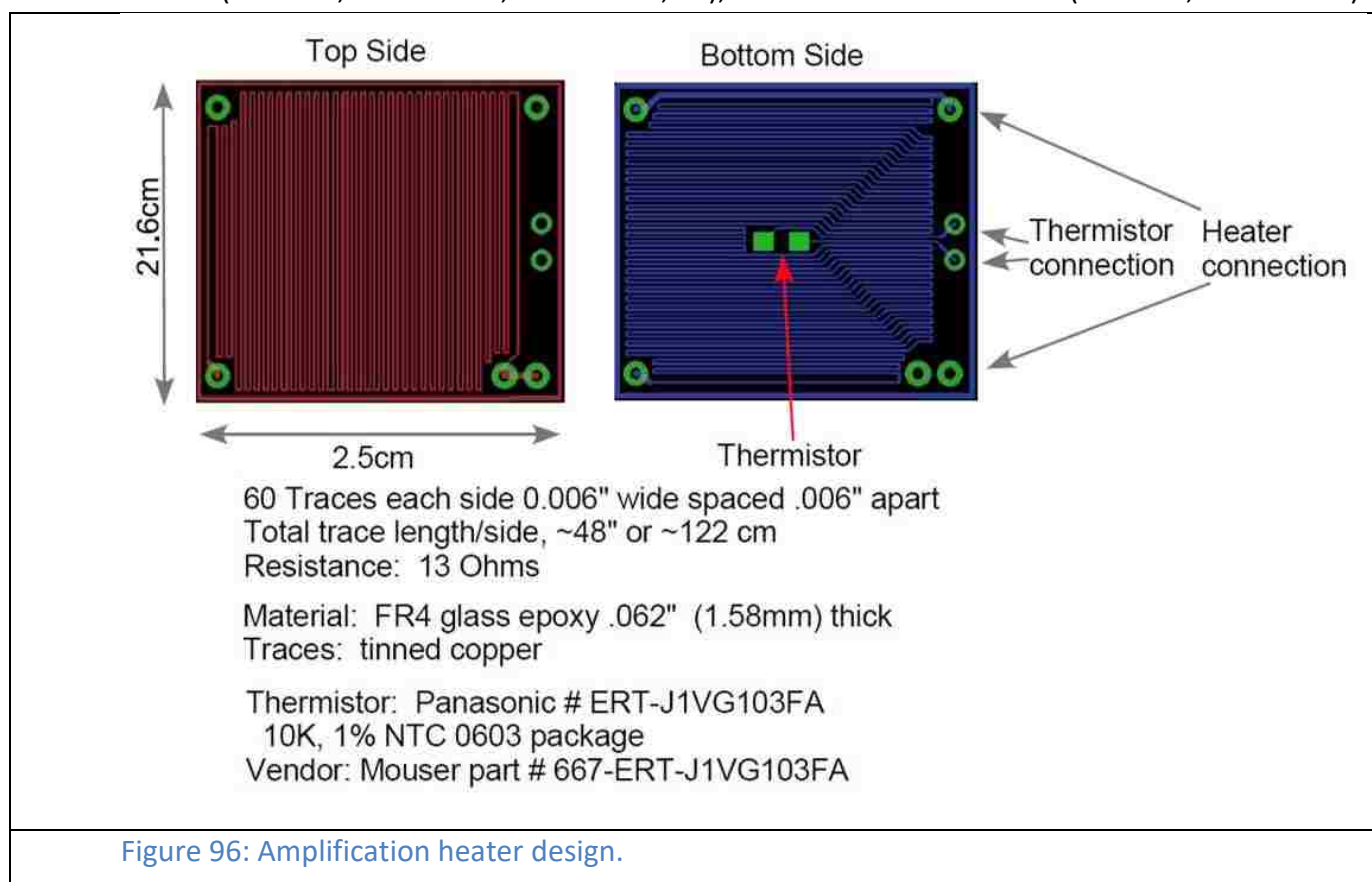 Top Side
Bottom Side
21.6cm
Thermistor
connection
Heater
connection
2.5cm
Thermistor
60 Traces each side 0.006" wide spaced .006" apart
Total trace length/side, ~48" or ~122 cm
Resistance: 13 Ohms
Material: FR4 glass epoxy .062" (1.58mm) thick
Traces: tinned copper
Thermistor: Panasonic # ERT-J1VG103FA
10K, 1% NTC 0603 package
Vendor: Mouser part # 667-ERT-J1VG103FA
Figure 96: Amplification heater design.